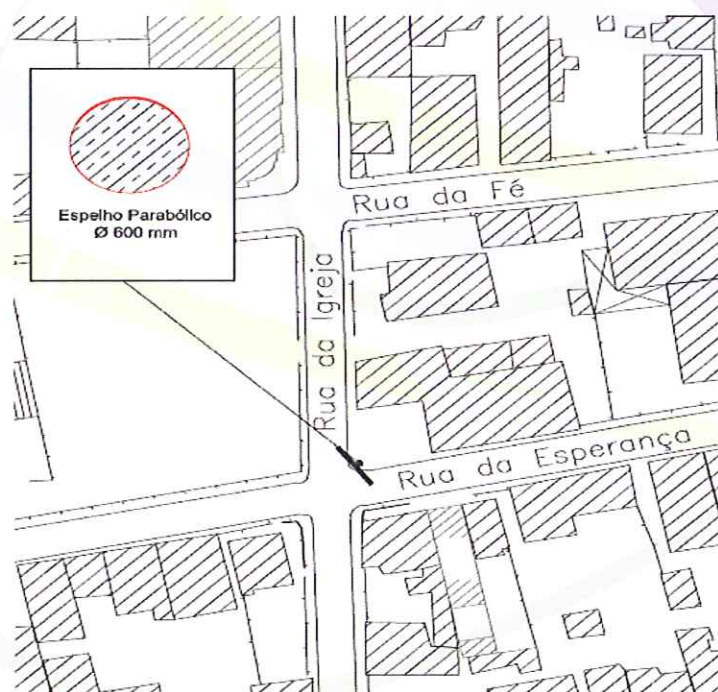 Espelho Parabólico
Ø 600 mm
Rua da Fé
Rua da Igreja
Rua da Esperança